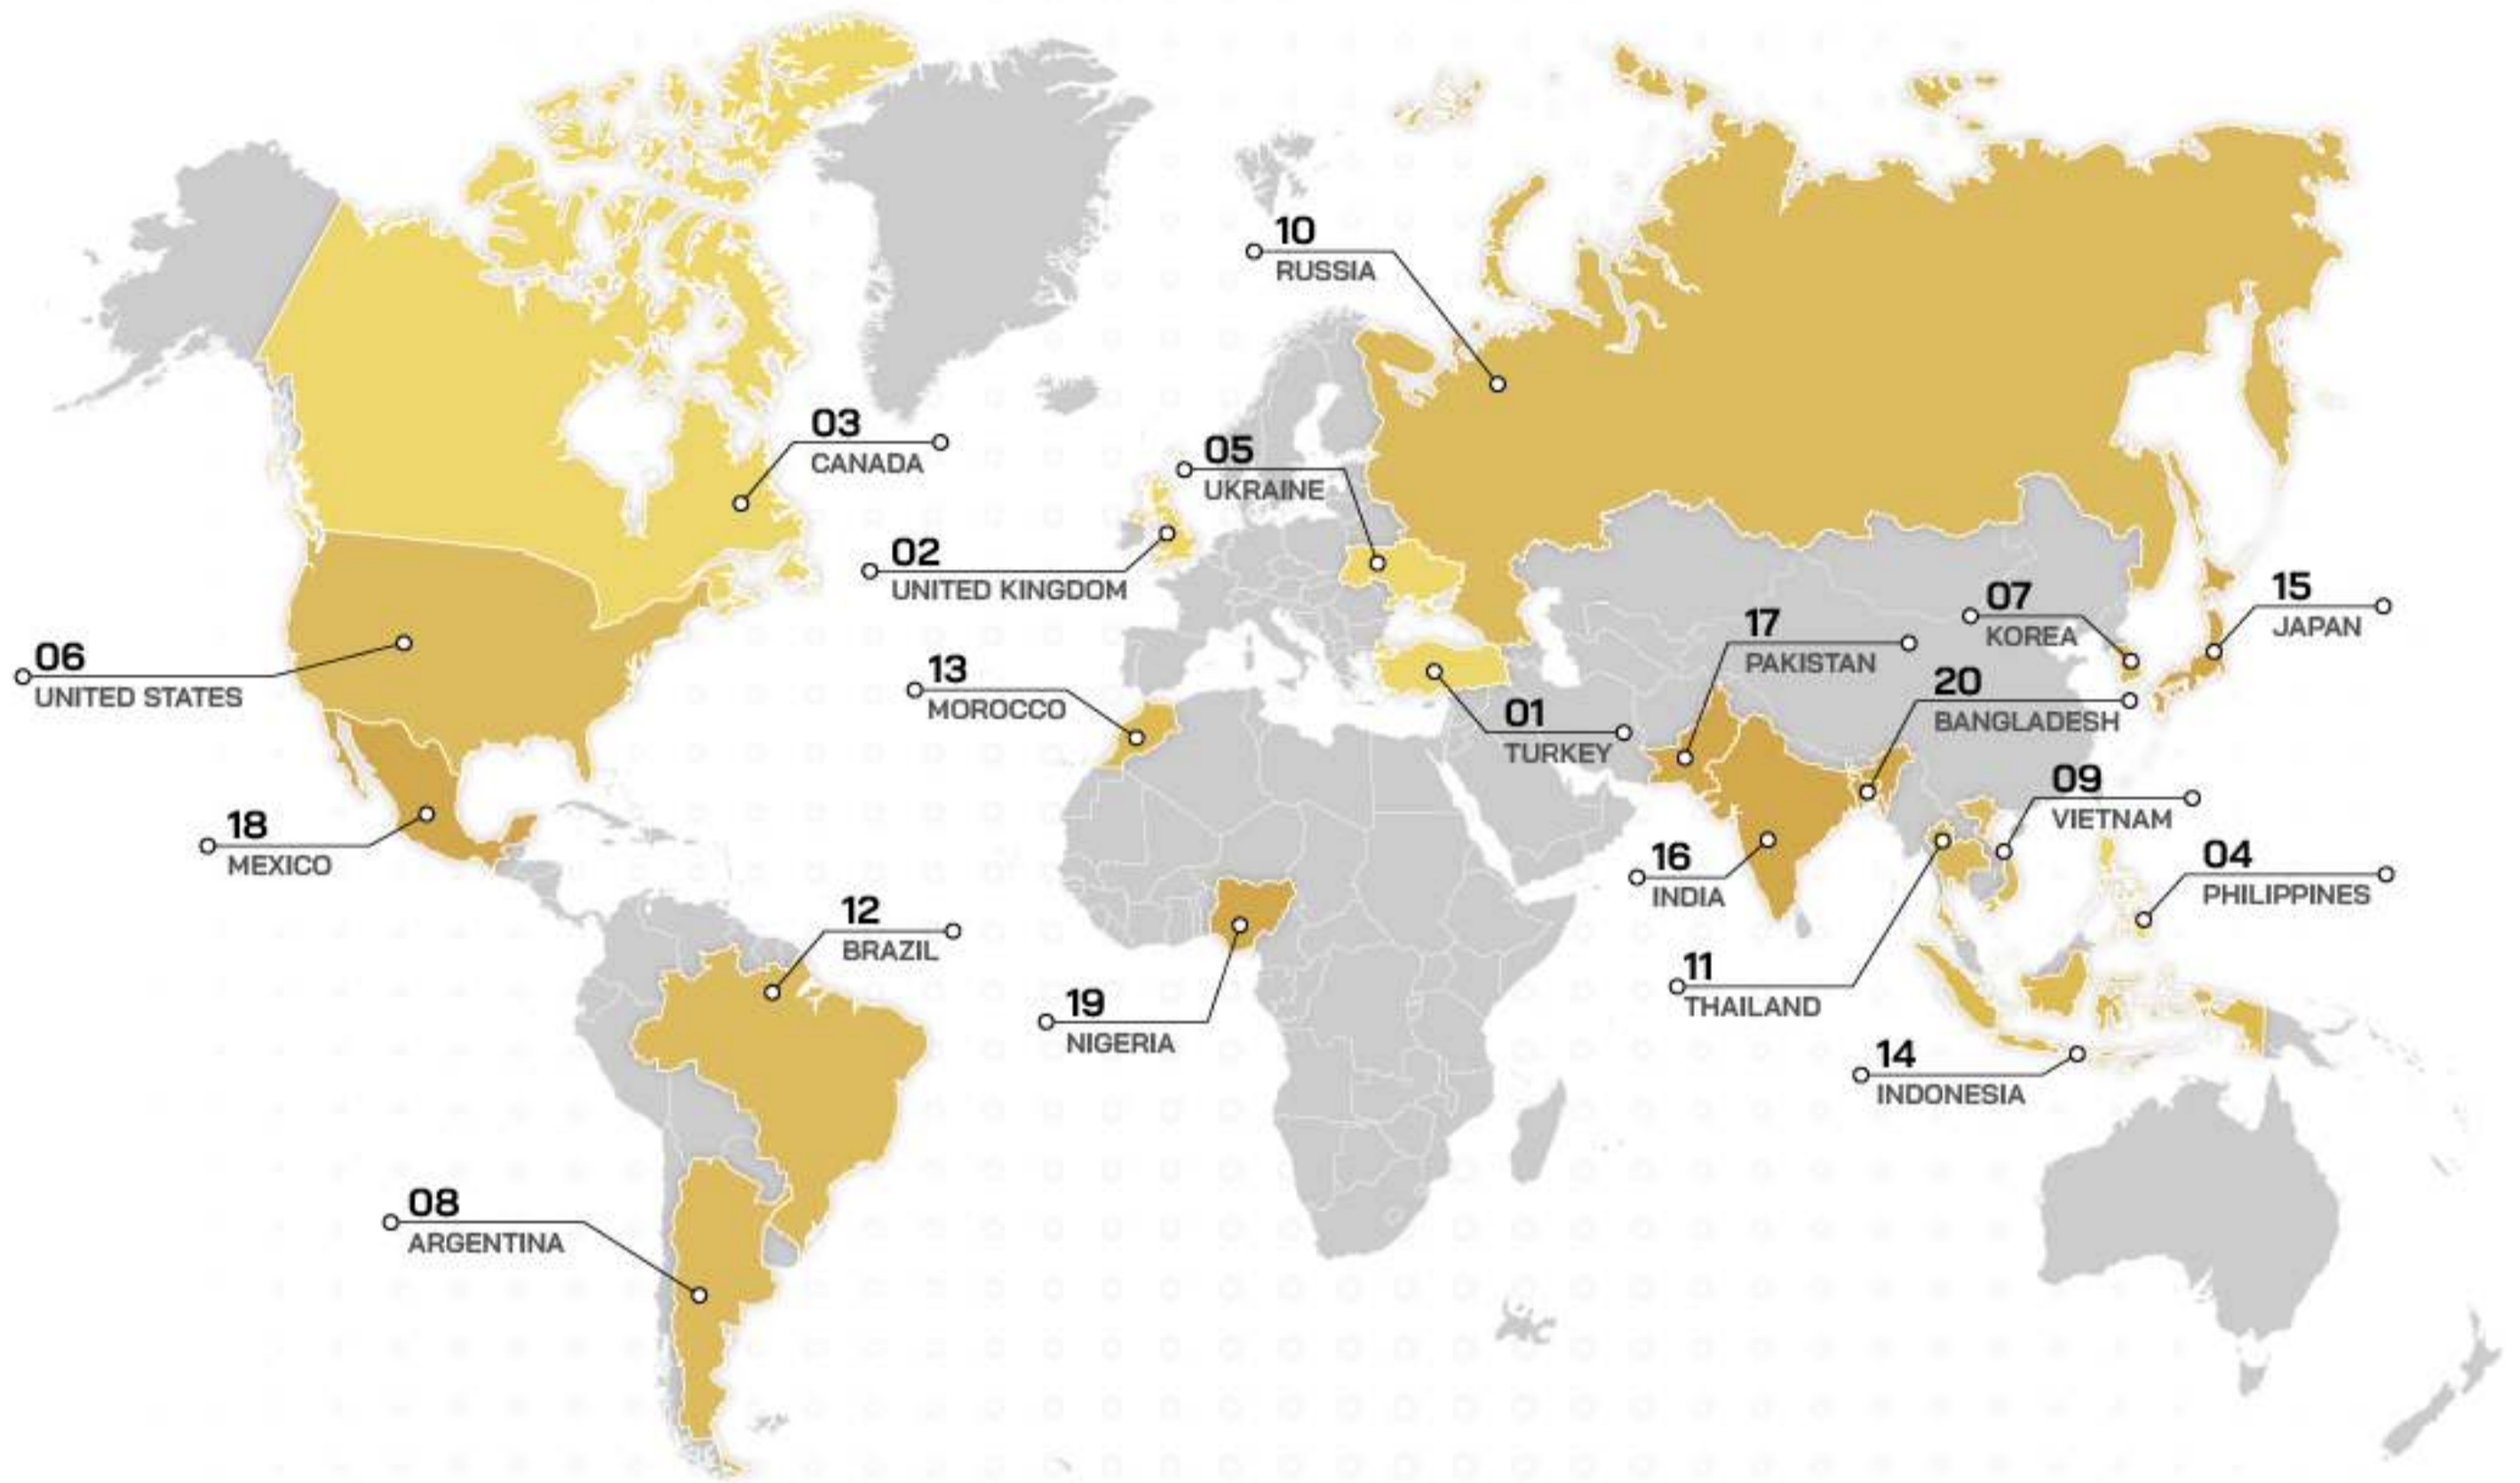 10
RUSSIA
03
CANADA
05
UKRAINE
02
UNITED KINGDOM
07
KOREA
15
JAPAN
17
PAKISTAN
06
UNITED STATES
13
MOROCCO
20
BANGLADESH
01
TURKEY
09
VIETNAM
18
MEXICO
16
INDIA
04
PHILIPPINES
12
BRAZIL
11
THAILAND
19
NIGERIA
14
INDONESIA
08
ARGENTINA